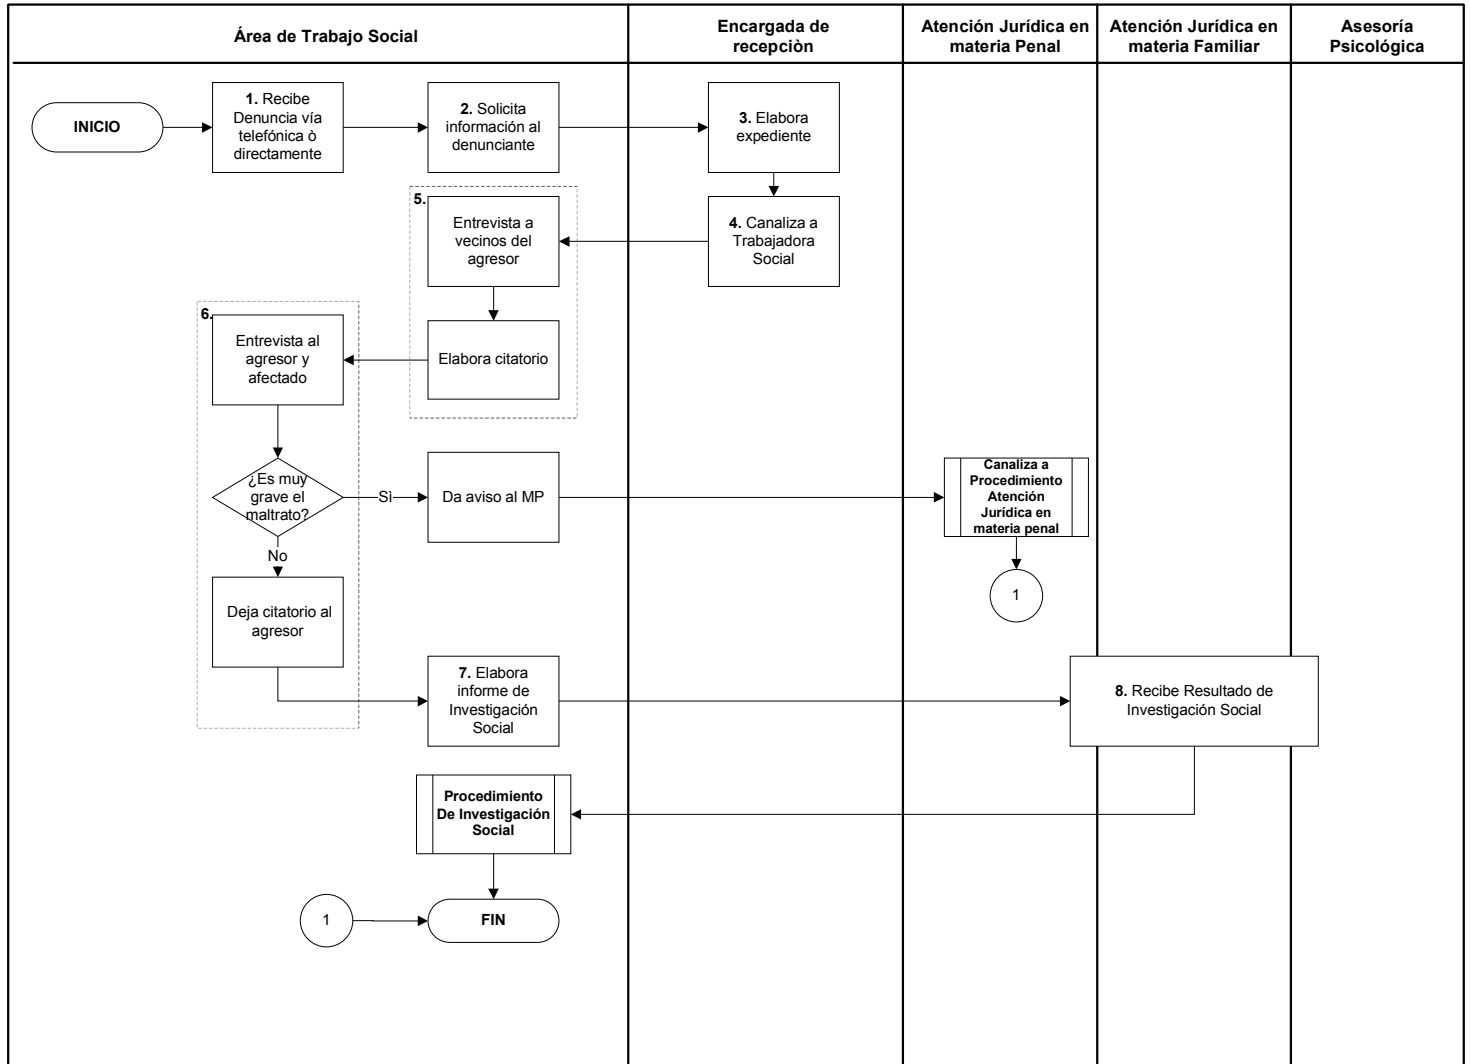 Área de Trabajo Social
Encargada de
recepciòn
Atención Jurídica en
materia Penal
Atención Jurídica en
materia Familiar
Asesoría
Psicológica
INICIO
1. Recibe
Denuncia vía
telefónica ò
directamente
2. Solicita
información al
denunciante
3. Elabora
expediente
5.
Entrevista a
vecinos del
agresor
4. Canaliza a
Trabajadora
Social
6.
Entrevista al
agresor y
afectado
Elabora citatorio
¿Es muy
grave el
maltrato?
Sì
Da aviso al MP
Canaliza a
Procedimiento
Atención
Jurídica en
materia penal
No
1
Deja citatorio al
agresor
7. Elabora
informe de
Investigación
Social
8. Recibe Resultado de
Investigación Social
Procedimiento
De Investigación
Social
1
FIN